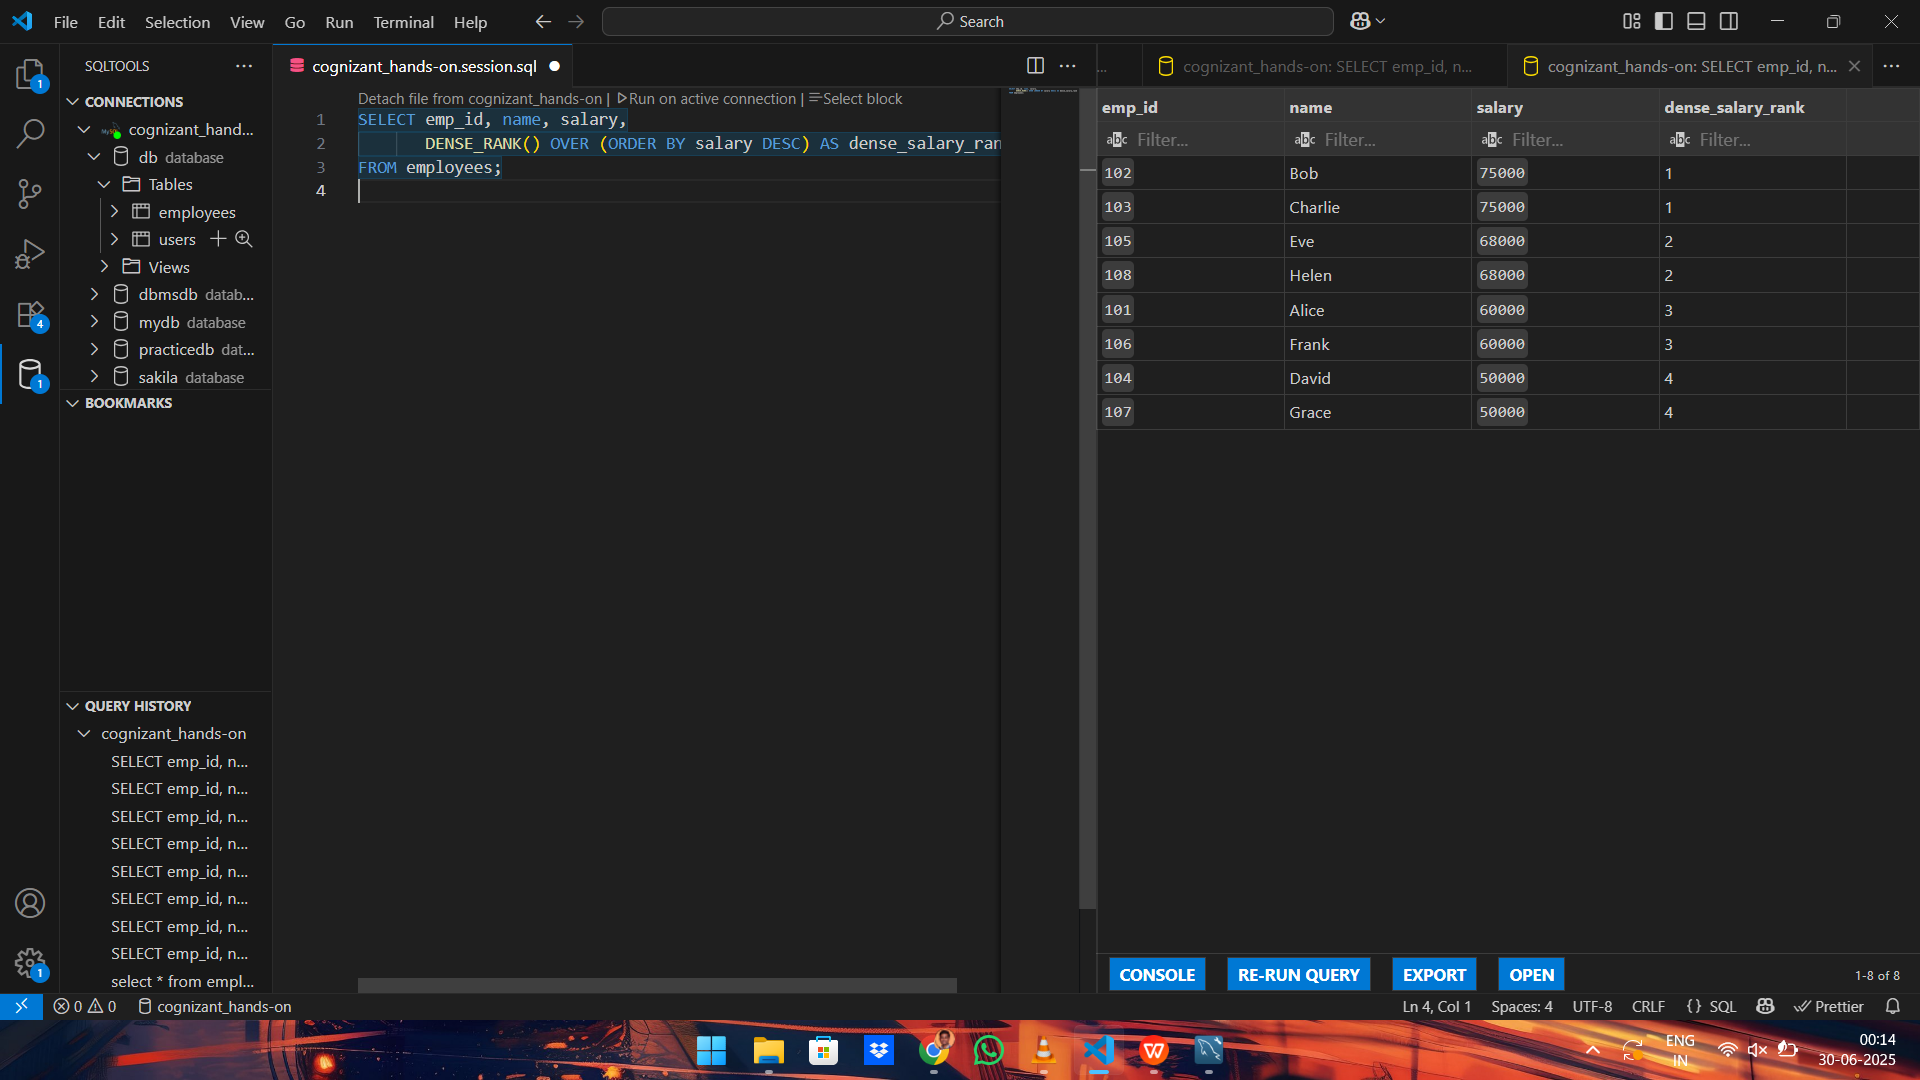 File Edit Selection View Go Run Terminal Help
Search
SQLTOOLS
CONNECTIONS
cognizant_hand...
db database
Tables
employees
users
Views
dbmsdb datab...
mydb database
practicedb dat...
sakila database
BOOKMARKS
QUERY HISTORY
cognizant_hands-on
SELECT emp_id, n...
SELECT emp_id, n...
SELECT emp_id, n...
SELECT emp_id, n...
SELECT emp_id, n...
SELECT emp_id, n...
SELECT emp_id, n...
SELECT emp_id, n...
select * from empl...
1
4
1
1
cognizant_hands-on.session.sql
Detach file from cognizant_hands-on | Run on active connection | Select block
1 SELECT emp_id, name, salary,
2 DENSE_RANK() OVER (ORDER BY salary DESC) AS dense_salary_ran
3 FROM employees;
4
... cognizant_hands-on: SELECT emp_id, n... cognizant_hands-on: SELECT emp_id, n...
emp_id name salary dense_salary_rank
abc Filter... abc Filter... abc Filter... abc Filter...
102 Bob 75000 1
103 Charlie 75000 1
105 Eve 68000 2
108 Helen 68000 2
101 Alice 60000 3
106 Frank 60000 3
104 David 50000 4
107 Grace 50000 4
CONSOLE RE-RUN QUERY EXPORT OPEN 1-8 of 8
0 0 cognizant_hands-on Ln 4, Col 1 Spaces: 4 UTF-8 CRLF {} SQL Prettier
ENG
IN
00:14
30-06-2025